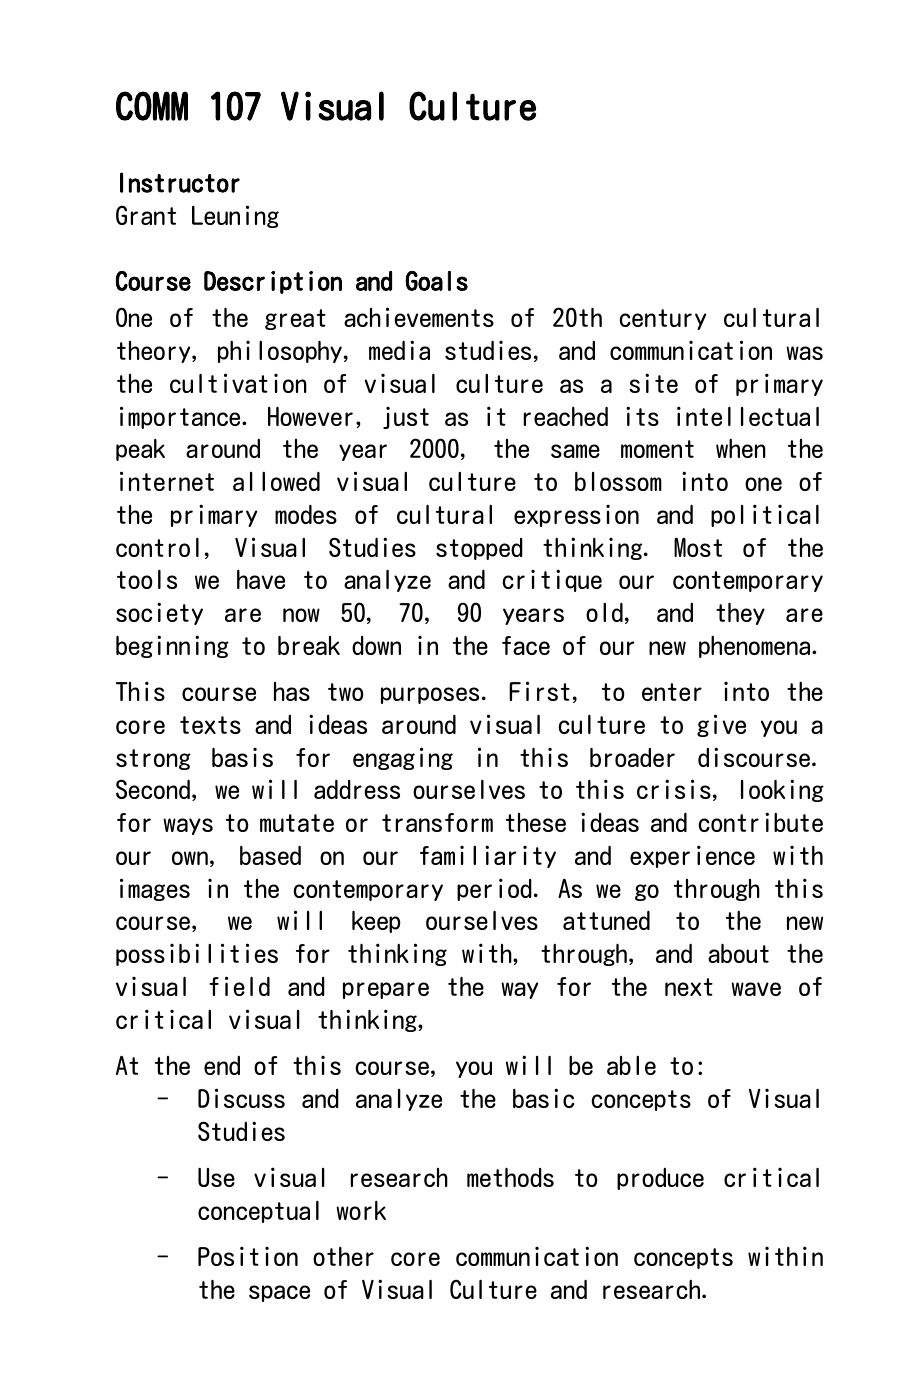 COMM 107 Visual Culture
Instructor
Grant Leuning
Course Description and Goals
One of the great achievements of 20th century cultural
theory, philosophy, media studies, and communication was
the cultivation of visual culture as a site of primary
importance. However, just as it reached its intellectual
peak around the year 2000, the same moment when the
internet allowed visual culture to blossom into one of
the primary modes of cultural expression and political
control, Visual Studies stopped thinking. Most of the
tools we have to analyze and critique our contemporary
society are now 50, 70, 90 years old, and they are
beginning to break down in the face of our new phenomena.
This course has two purposes. First, to enter into the
core texts and ideas around visual culture to give you a
strong basis for engaging in this broader discourse.
Second, we will address ourselves to this crisis, looking
for ways to mutate or transform these ideas and contribute
our own, based on our familiarity and experience with
images in the contemporary period. As we go through this
course, we will keep ourselves attuned to the new
possibilities for thinking with, through, and about the
visual field and prepare the way for the next wave of
critical visual thinking,
At the end of this course, you will be able to:
- Discuss and analyze the basic concepts of Visual
Studies
- Use visual research methods to produce critical
conceptual work
- Position other core communication concepts within
the space of Visual Culture and research.